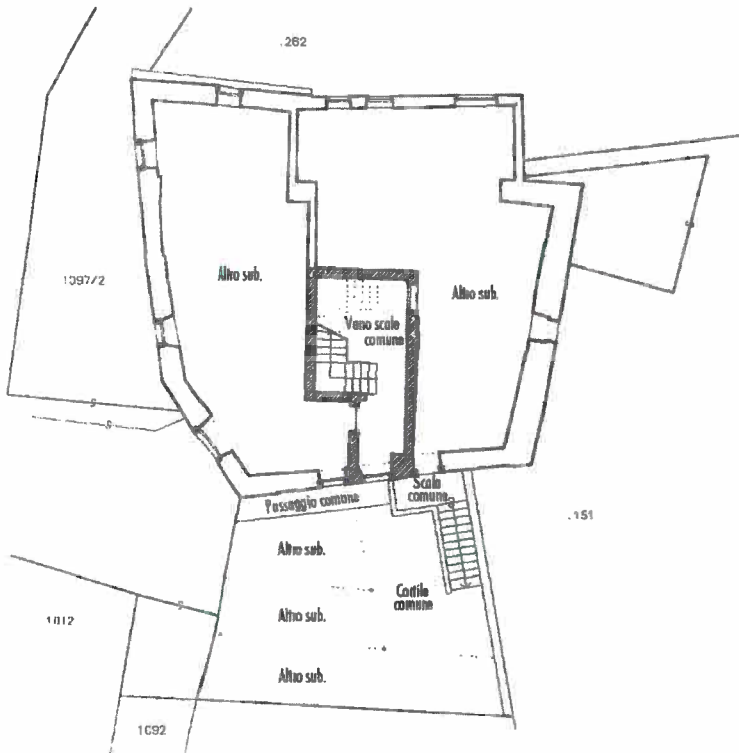 .262
1097/2
Altro sub.
Altro sub.
Vano scale
comune
Scala
comune
Passaggio comune
.151
Altro sub.
Cortile
comune
Altro sub.
Altro sub.
1012
1092